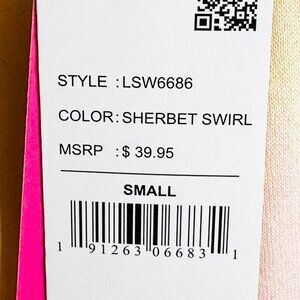 STYLE : LSW6686
COLOR: SHERBET SWIRL
MSRP : $ 39.95
SMALL
1 91263 06683 1